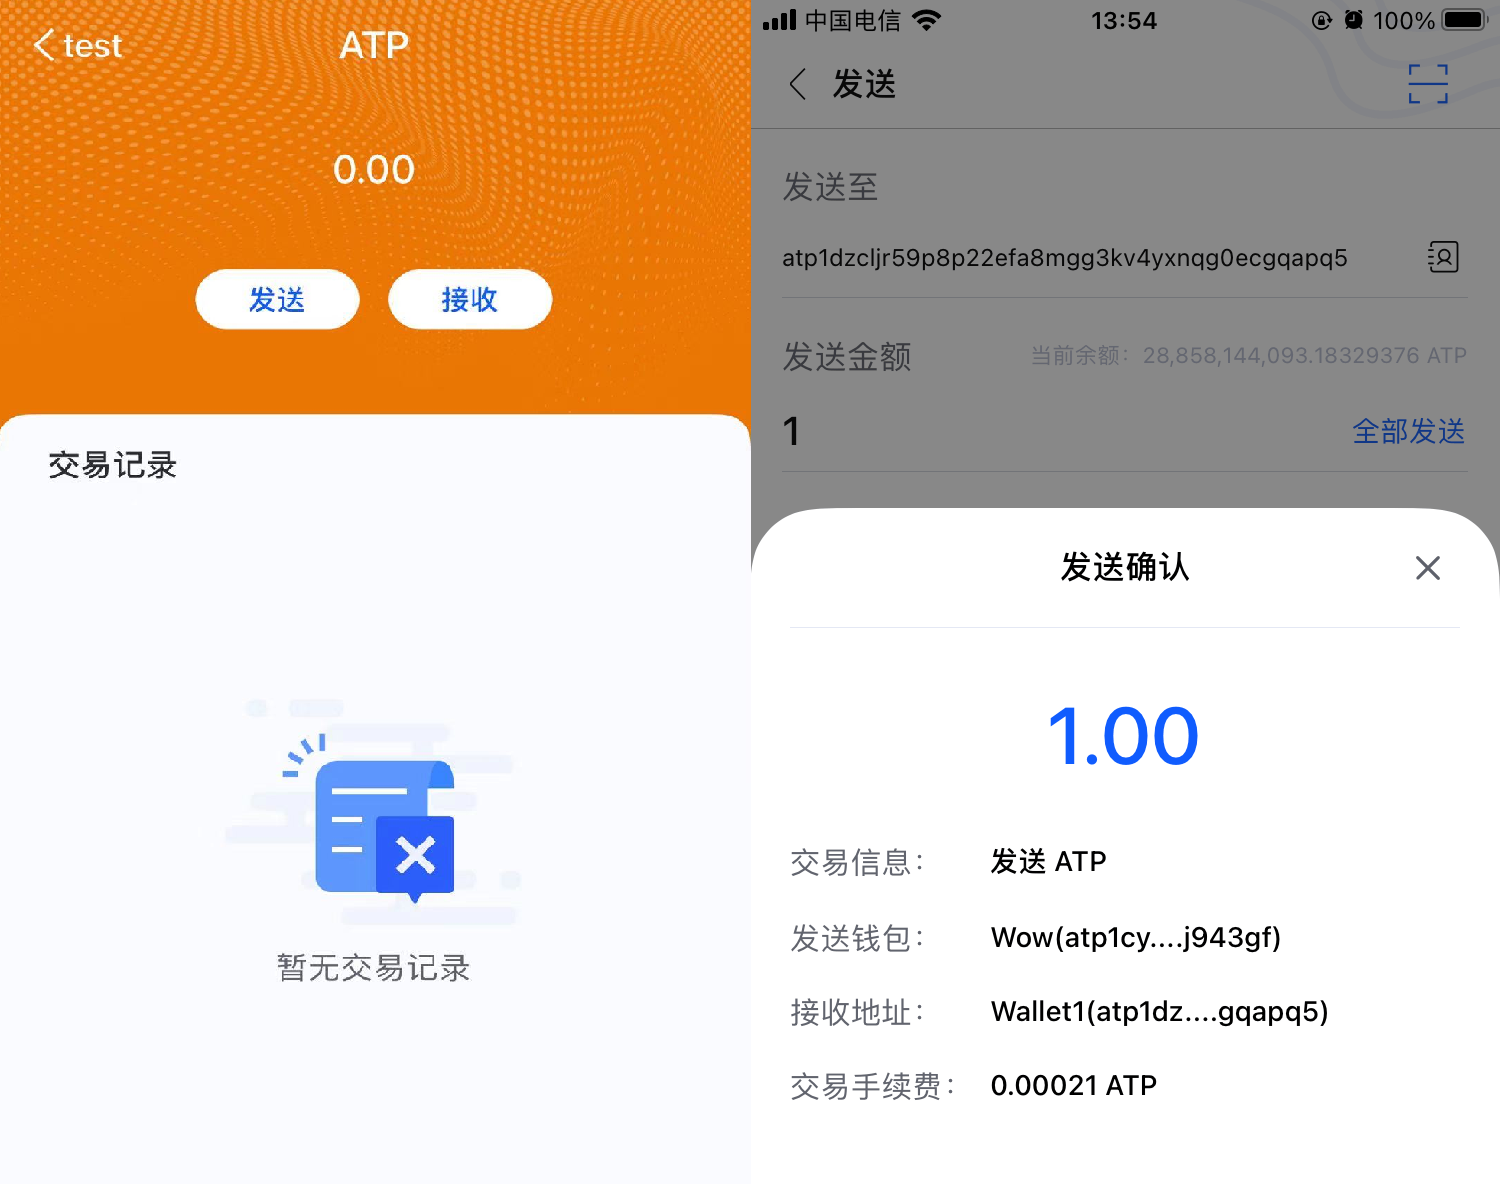 test
ATP
0.00
发送
接收
交易记录
暂无交易记录
中国电信
13:54
100%
发送
发送至
atp1dzcljr59p8p22efa8mgg3kv4yxnqg0ecgqapq5
发送金额
当前余额：28,858,144,093.18329376 ATP
1
全部发送
发送确认
1.00
交易信息：
发送 ATP
发送钱包：
Wow(atp1cy....j943gf)
接收地址：
Wallet1(atp1dz....gqapq5)
交易手续费：
0.00021 ATP